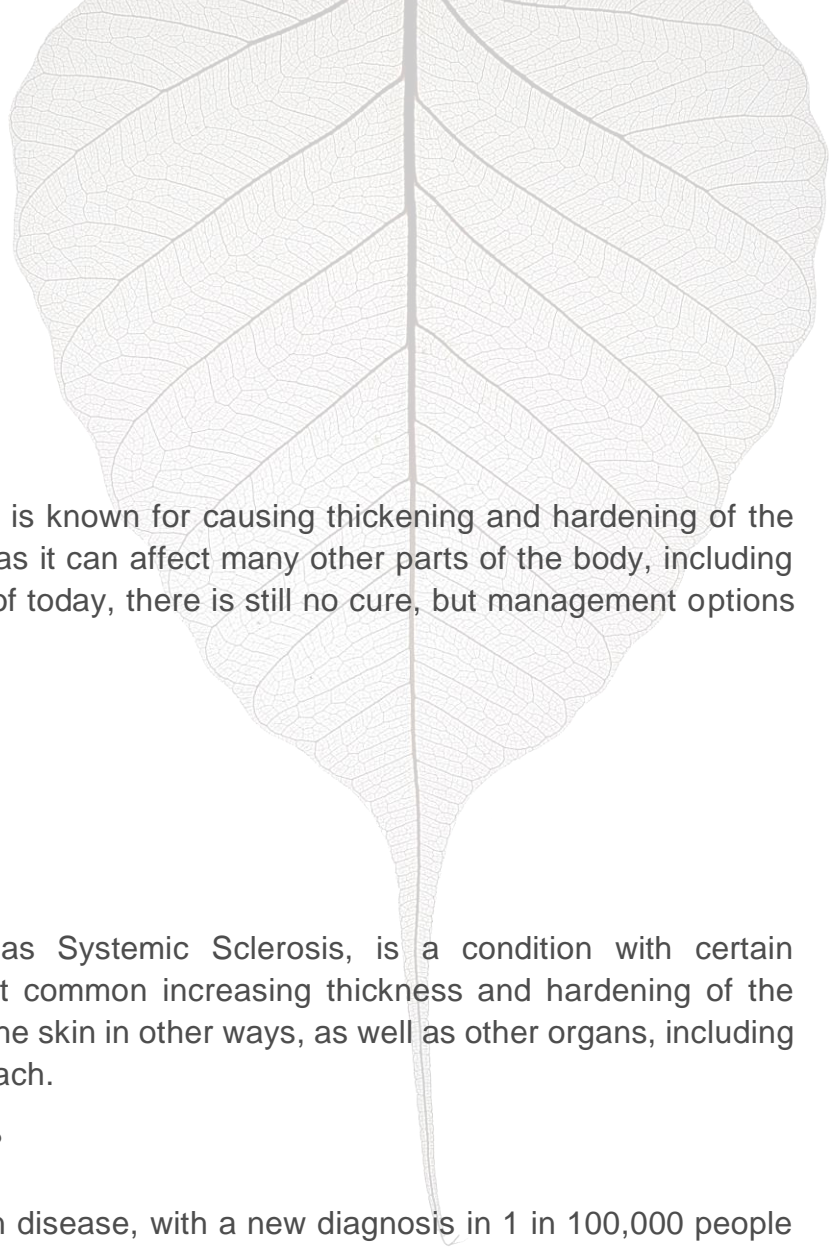 is known for causing thickening and hardening of the
as it can affect many other parts of the body, including
of today, there is still no cure, but management options
as Systemic Sclerosis, is a condition with certain
common increasing thickness and hardening of the
skin in other ways, as well as other organs, including
disease, with a new diagnosis in 1 in 100,000 people